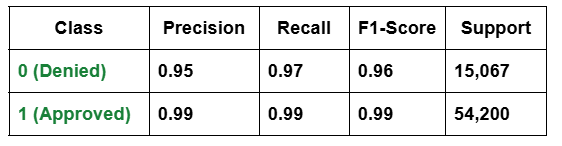 Class Precision Recall F1-Score Support
0 (Denied) 0.95 0.97 0.96 15,067
1 (Approved) 0.99 0.99 0.99 54,200